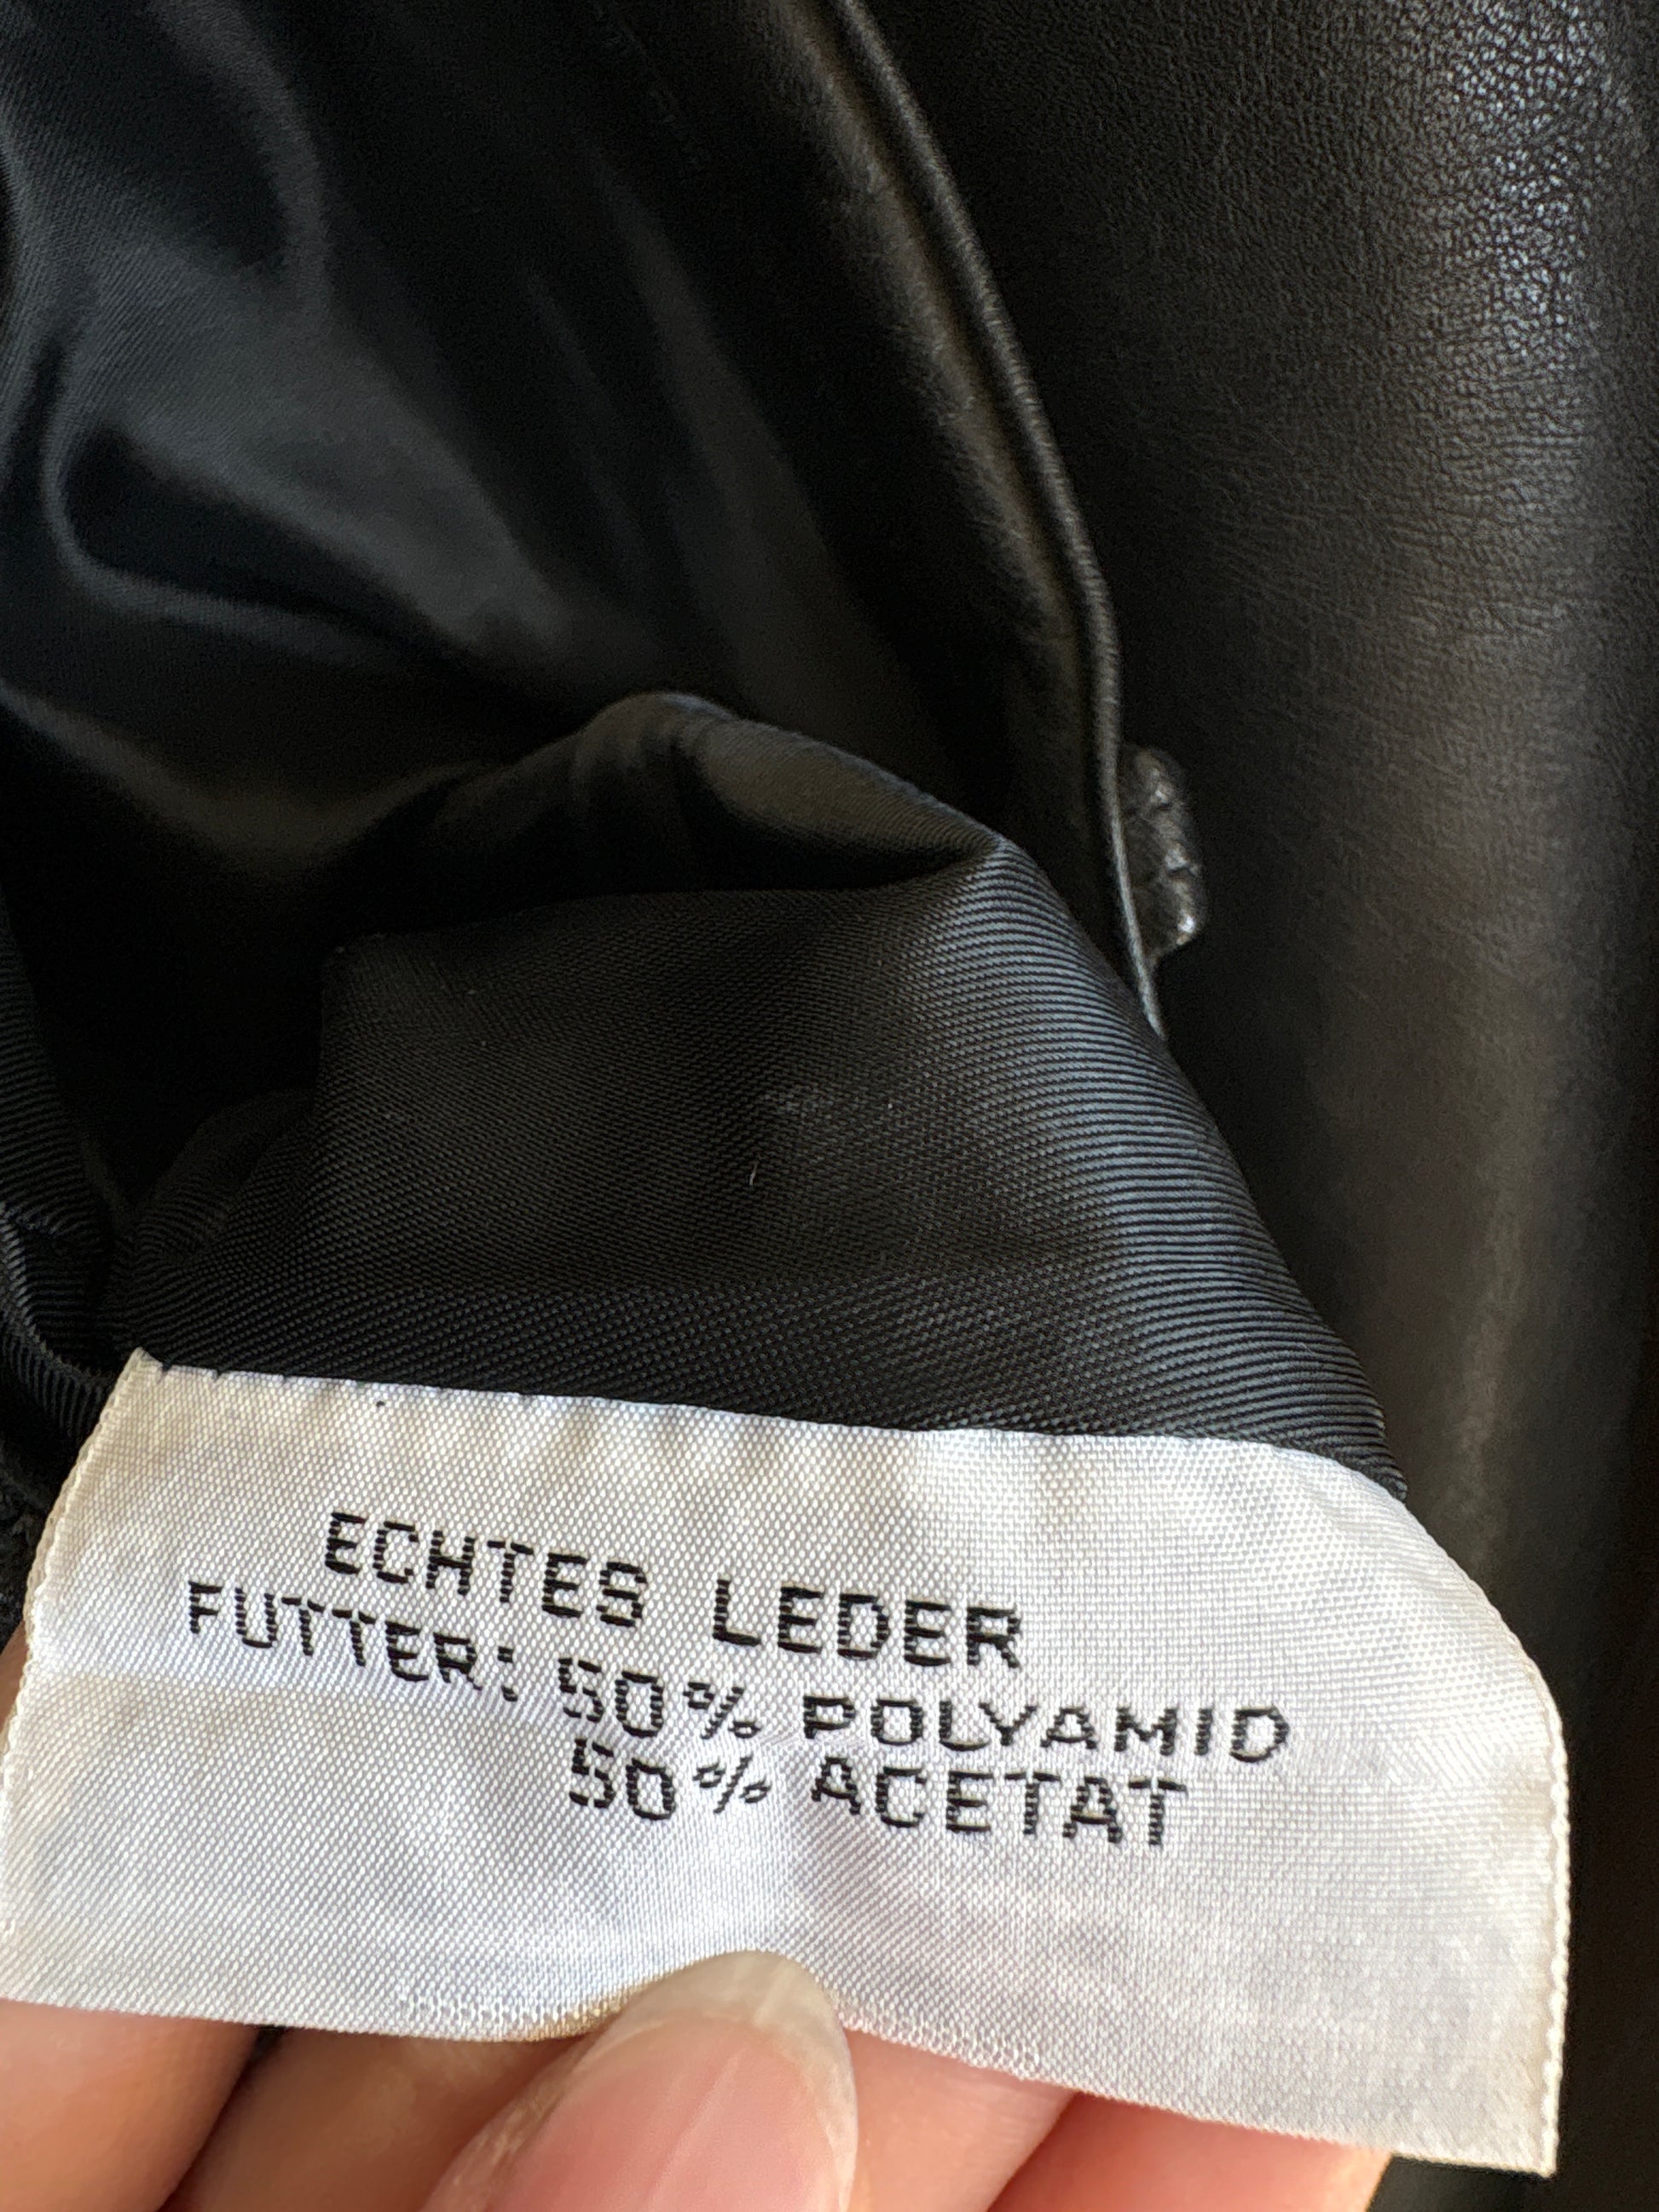 ECHTES LEDER
FUTTER: 50% POLYAMID
50% ACETAT